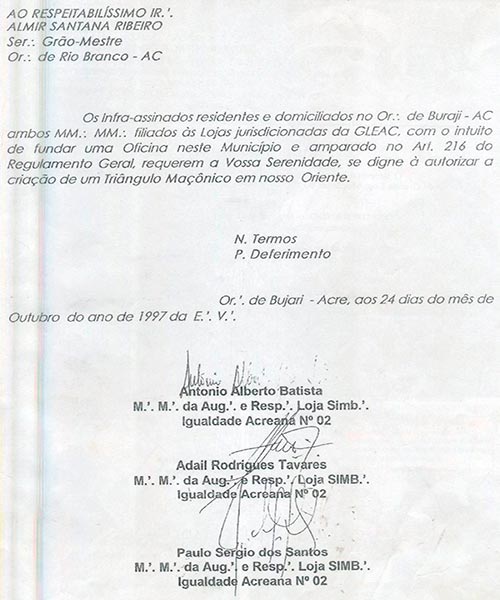 AO RESPEITABILÍSSIMO IR.'.
ALMIR SANTANA RIBEIRO
Ser.:. Grão-Mestre
Or.:. de Rio Branco - AC
Os Infra-assinados residentes e domiciliados no Or.:. de Buraji - AC
ambos MM.:. MM.:. filiados às Lojas jurisdicionadas da GLEAC, com o intuito
de fundar uma Oficina neste Município e amparado no Art. 216 do
Regulamento Geral, requerem a Vossa Serenidade, se digne à autorizar a
criação de um Triângulo Maçônico em nosso Oriente.
N. Termos
P. Deferimento
Or.'. de Bujari - Acre, aos 24 dias do mês de
Outubro do ano de 1997 da E.'. V.'.
Antonio Alberto Batista
M.'. M.'. da Aug.'. e Resp.'. Loja Simb.'.
Igualdade Acreana Nº 02
Adail Rodrigues Tavares
M.'. M.'. da Aug.'. e Resp.'. Loja SIMB.'.
Igualdade Acreana Nº 02
Paulo Sergio dos Santos
M.'. M.'. da Aug.'. e Resp.'. Loja SIMB.'.
Igualdade Acreana Nº 02